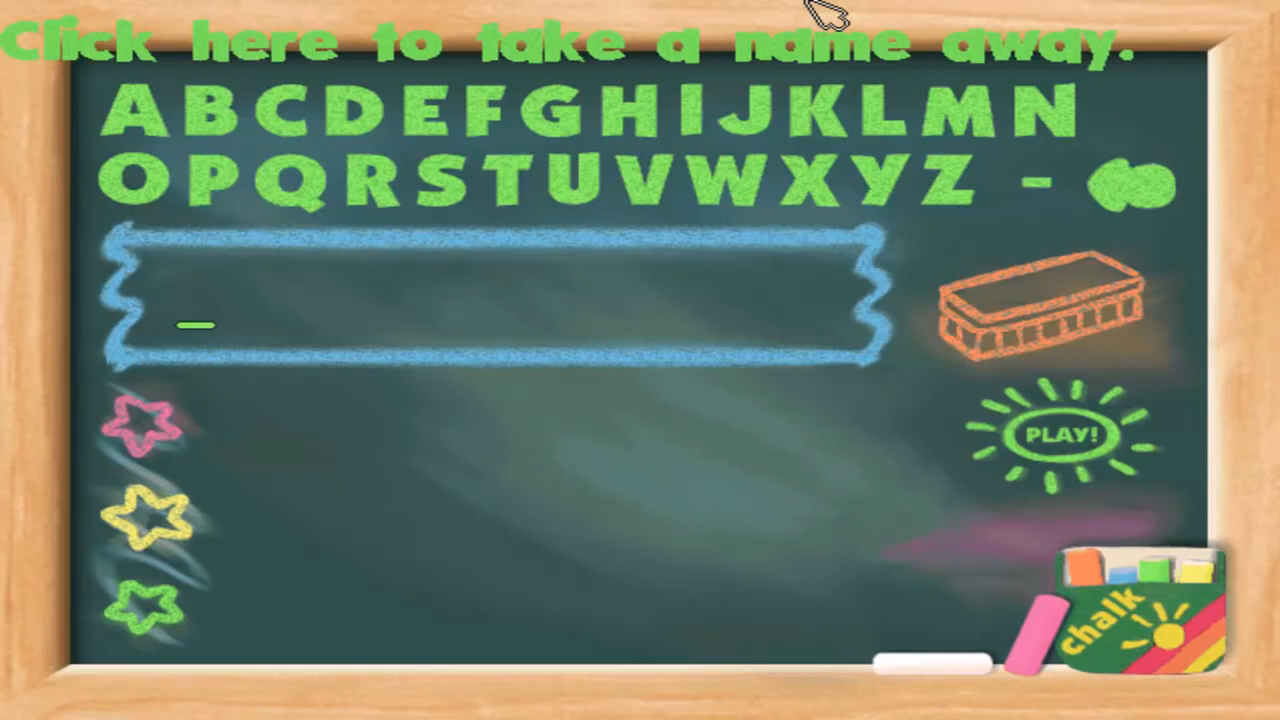 Click here to take a name away.
ABCDEFGHIJKLMN
OPQRSTUVWXYZ -
PLAY!
chalk